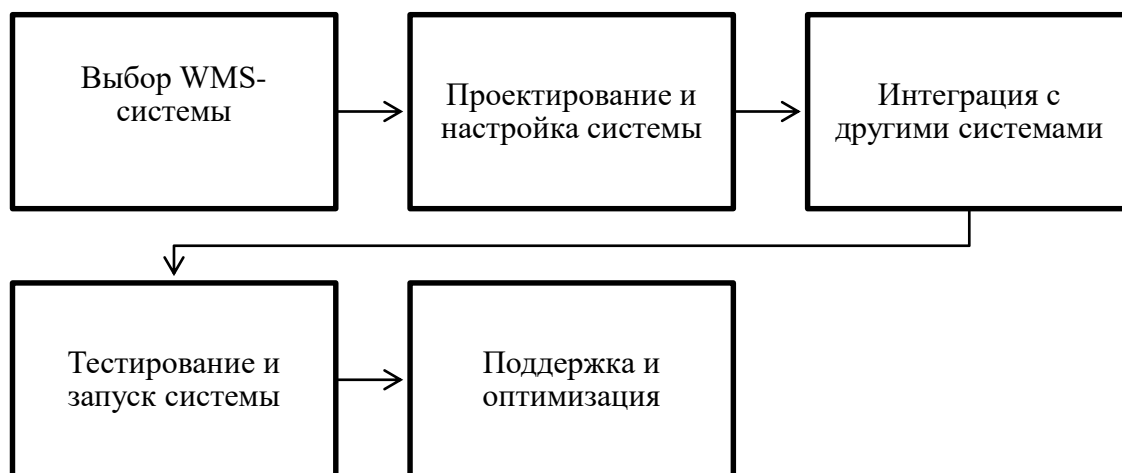 Выбор WMS-
системы
Проектирование и
настройка системы
Интеграция с
другими системами
Тестирование и
запуск системы
Поддержка и
оптимизация